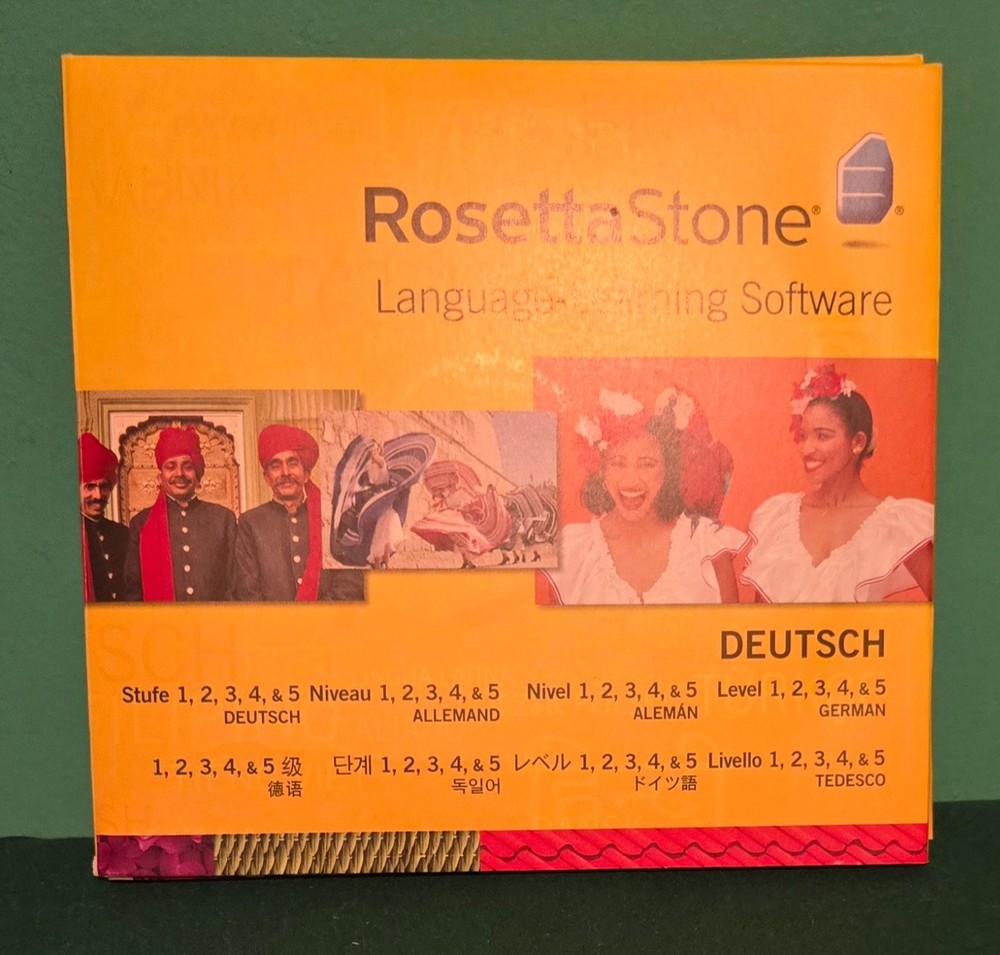 RosettaStone® ®
Language Learning Software
DEUTSCH
Stufe 1, 2, 3, 4, & 5 Niveau 1, 2, 3, 4, & 5 Nivel 1, 2, 3, 4, & 5 Level 1, 2, 3, 4, & 5
DEUTSCH ALLEMAND ALEMÁN GERMAN
1, 2, 3, 4, & 5 级 단계 1, 2, 3, 4, & 5 レベル 1, 2, 3, 4, & 5 Livello 1, 2, 3, 4, & 5
德语 독일어 ドイツ語 TEDESCO